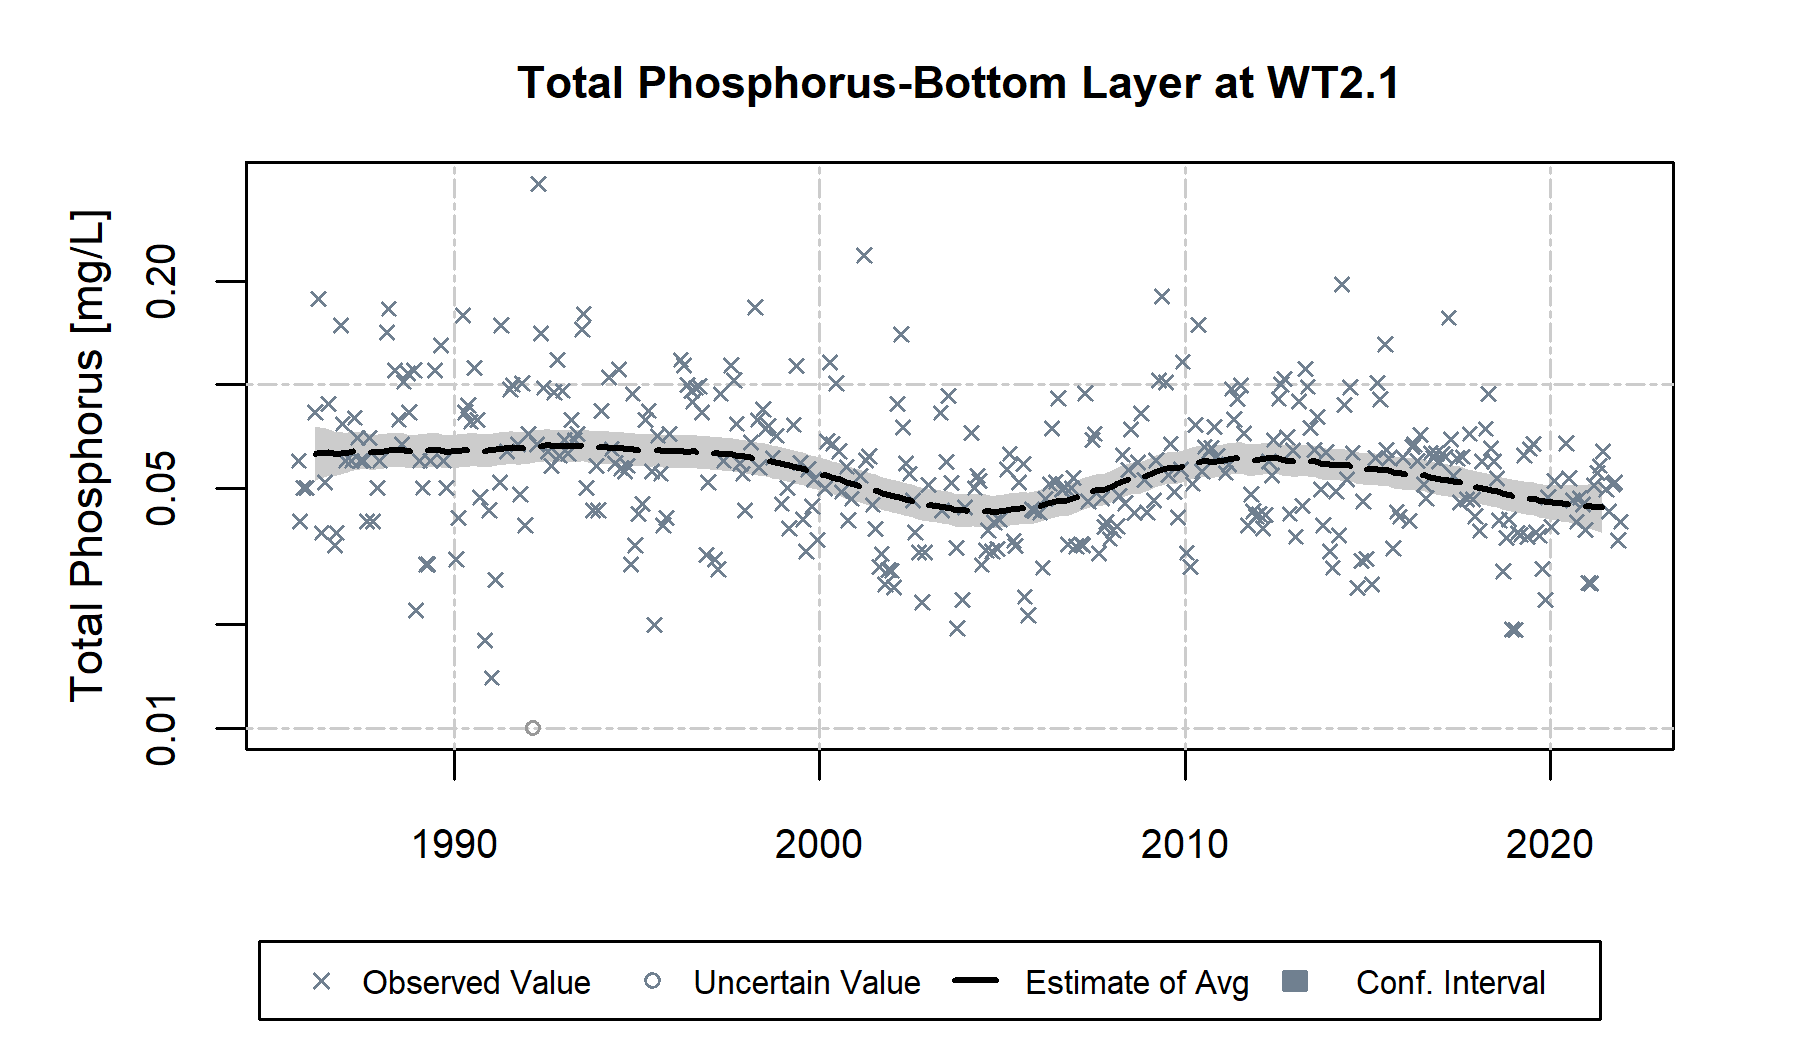 Total Phosphorus-Bottom Layer at WT2.1
Total Phosphorus [mg/L]
0.20
0.05
0.01
1990 2000 2010 2020
Observed Value Uncertain Value Estimate of Avg Conf. Interval